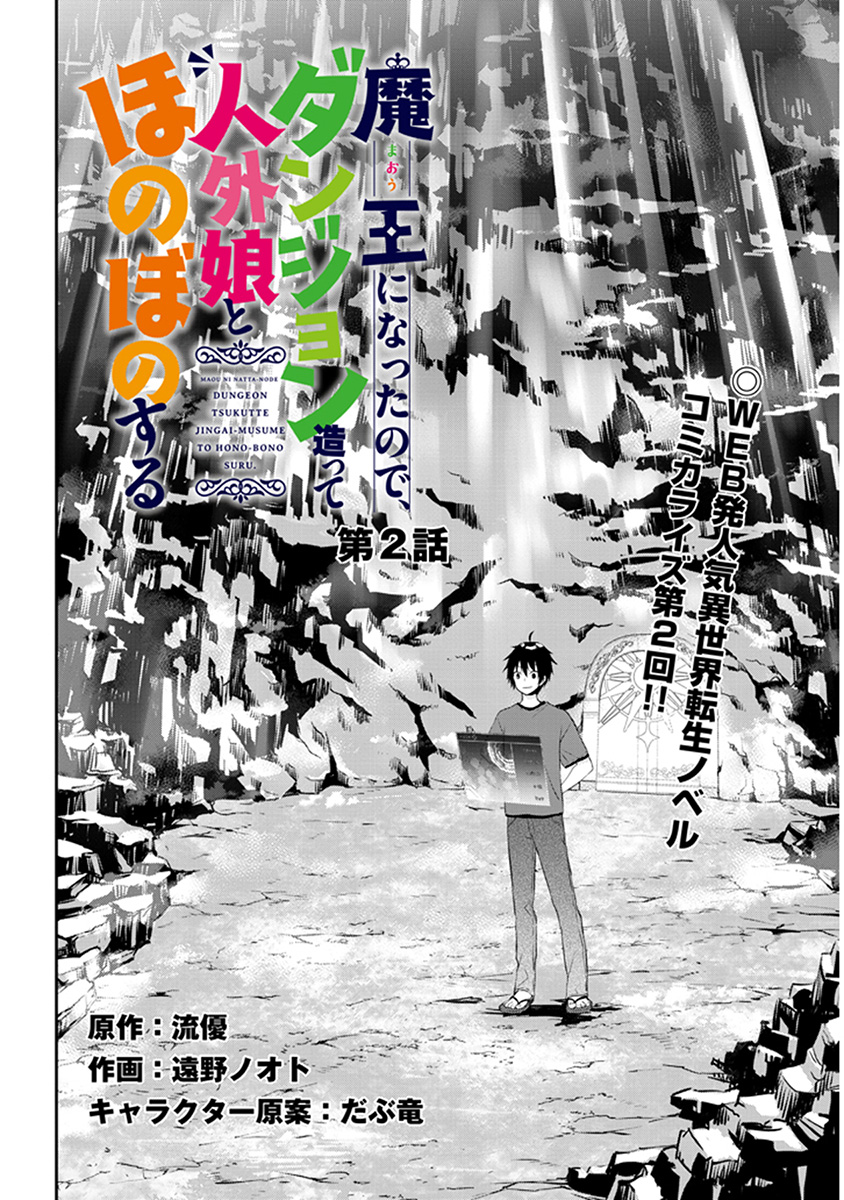 ◎WEB発人気異世界転生ノベル
コミカライズ第2回!!
魔王になったので、
まおう
ダンジョン造って
人外娘と
ほのぼのする
MAOU NI NATTA-NODE
DUNGEON
TSUKUTTE
JINGAI-MUSUME
TO HONO-BONO
SURU.
第2話
原作：流優
作画：遠野ノオト
キャラクター原案：だぶ竜